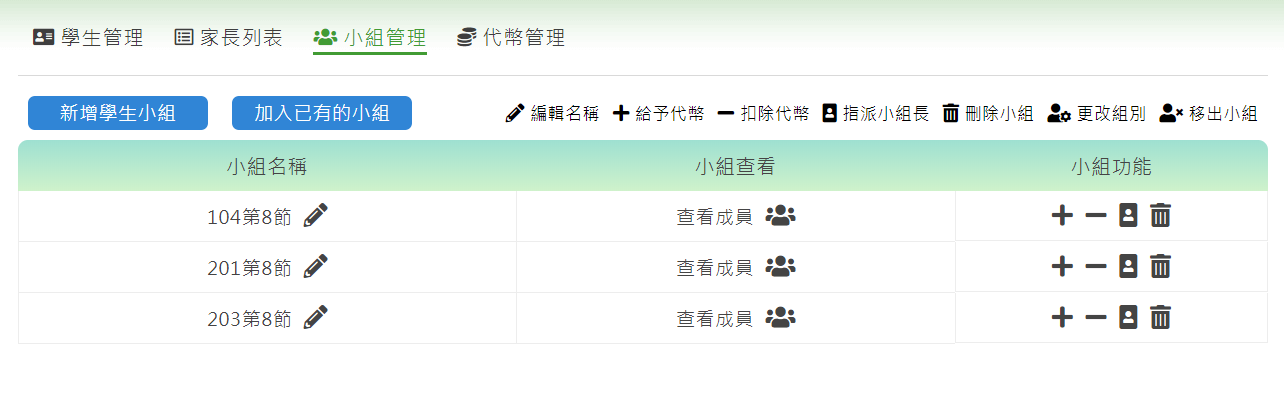 學生管理 家長列表 小組管理 代幣管理
新增學生小組 加入已有的小組 編輯名稱 給予代幣 扣除代幣 指派小組長 刪除小組 更改組別 移出小組
小組名稱 小組查看 小組功能
104第8節 查看成員
201第8節 查看成員
203第8節 查看成員